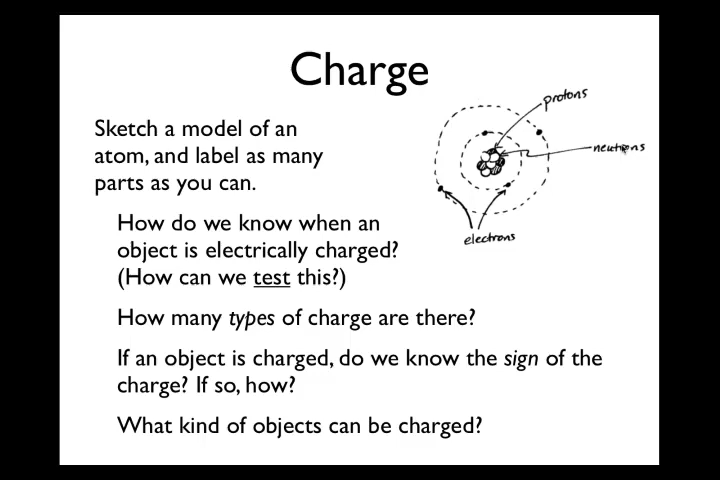 Charge
Sketch a model of an
atom, and label as many
parts as you can.
protons
neutrons
electrons
How do we know when an
object is electrically charged?
(How can we test this?)
How many types of charge are there?
If an object is charged, do we know the sign of the
charge? If so, how?
What kind of objects can be charged?